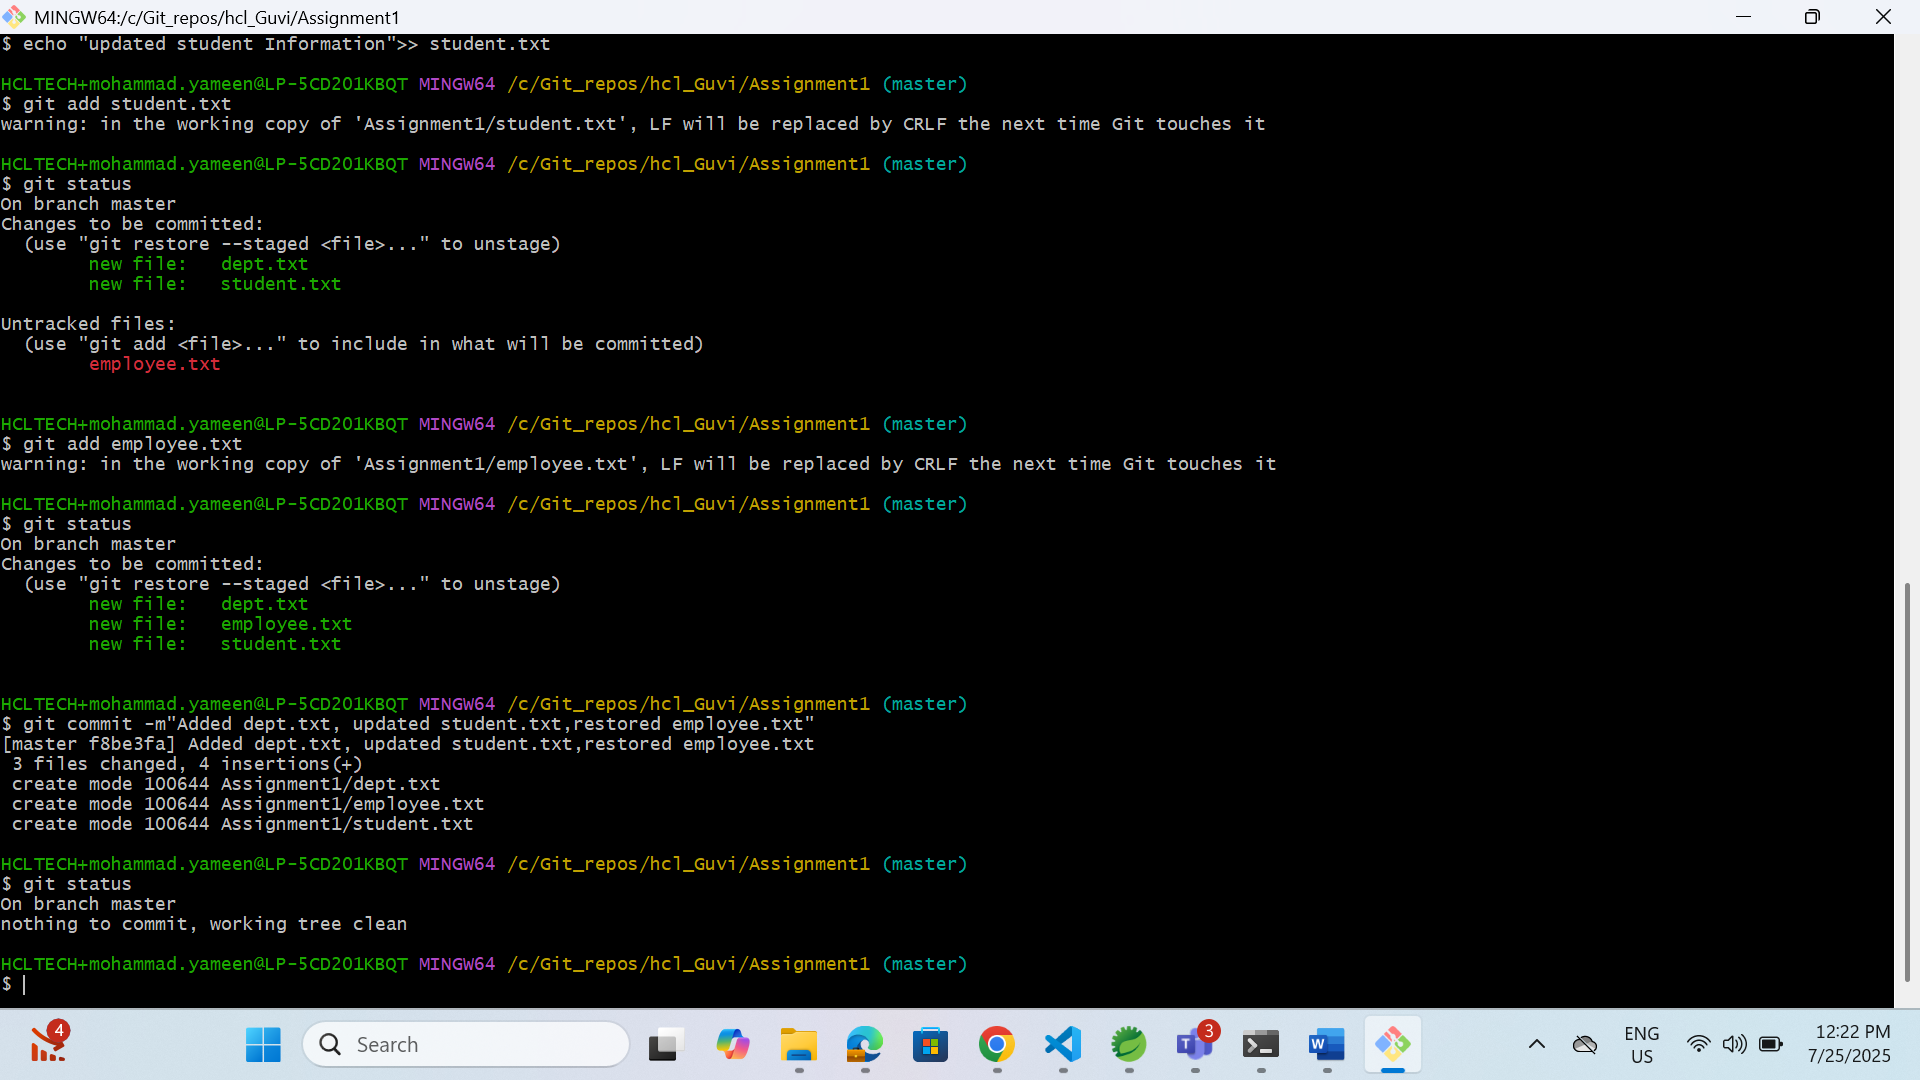 MINGW64:/c/Git_repos/hcl_Guvi/Assignment1
$ echo "updated student Information">> student.txt
HCLTECH+mohammad.yameen@LP-5CD201KBQT MINGW64 /c/Git_repos/hcl_Guvi/Assignment1 (master)
$ git add student.txt
warning: in the working copy of 'Assignment1/student.txt', LF will be replaced by CRLF the next time Git touches it
HCLTECH+mohammad.yameen@LP-5CD201KBQT MINGW64 /c/Git_repos/hcl_Guvi/Assignment1 (master)
$ git status
On branch master
Changes to be committed:
  (use "git restore --staged <file>..." to unstage)
        new file:   dept.txt
        new file:   student.txt
Untracked files:
  (use "git add <file>..." to include in what will be committed)
        employee.txt
HCLTECH+mohammad.yameen@LP-5CD201KBQT MINGW64 /c/Git_repos/hcl_Guvi/Assignment1 (master)
$ git add employee.txt
warning: in the working copy of 'Assignment1/employee.txt', LF will be replaced by CRLF the next time Git touches it
HCLTECH+mohammad.yameen@LP-5CD201KBQT MINGW64 /c/Git_repos/hcl_Guvi/Assignment1 (master)
$ git status
On branch master
Changes to be committed:
  (use "git restore --staged <file>..." to unstage)
        new file:   dept.txt
        new file:   employee.txt
        new file:   student.txt
HCLTECH+mohammad.yameen@LP-5CD201KBQT MINGW64 /c/Git_repos/hcl_Guvi/Assignment1 (master)
$ git commit -m"Added dept.txt, updated student.txt,restored employee.txt"
[master f8be3fa] Added dept.txt, updated student.txt,restored employee.txt
 3 files changed, 4 insertions(+)
 create mode 100644 Assignment1/dept.txt
 create mode 100644 Assignment1/employee.txt
 create mode 100644 Assignment1/student.txt
HCLTECH+mohammad.yameen@LP-5CD201KBQT MINGW64 /c/Git_repos/hcl_Guvi/Assignment1 (master)
$ git status
On branch master
nothing to commit, working tree clean
HCLTECH+mohammad.yameen@LP-5CD201KBQT MINGW64 /c/Git_repos/hcl_Guvi/Assignment1 (master)
$
4
Search
3
ENG
US
12:22 PM
7/25/2025